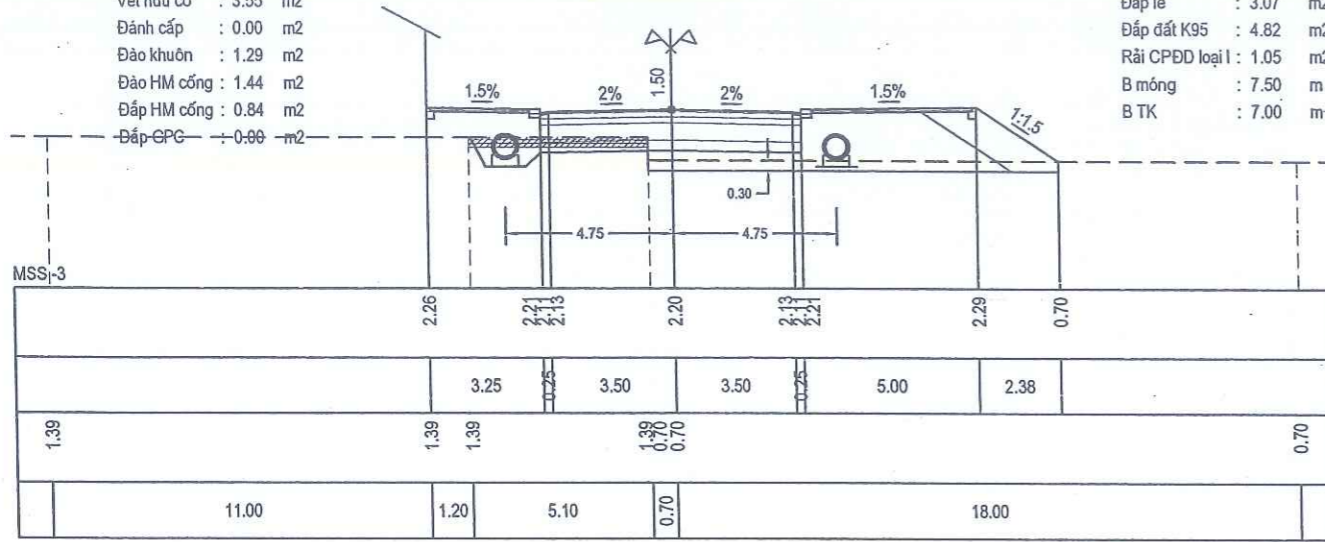 Vét hữu cơ : 3.55 m2
Đánh cấp : 0.00 m2
Đào khuôn : 1.29 m2
Đào HM cống : 1.44 m2
Đắp HM cống : 0.84 m2
Đắp CPC : 0.00 m2
Đắp lề : 3.07 m2
Đắp đất K95 : 4.82 m2
Rải CPĐD loại I : 1.05 m2
B móng : 7.50 m
B TK : 7.00 m
1.50
1.5% 2% 2% 1.5%
1:1.5
0.30
4.75 4.75
MSS -3
2.26 2.21 2.11 2.13 2.20 2.13 2.11 2.21 2.29 0.70
3.25 0.25 3.50 3.50 0.25 5.00 2.38
1.39 1.39 1.39 1.39 0.70 0.70 0.70
11.00 1.20 5.10 0.70 18.00